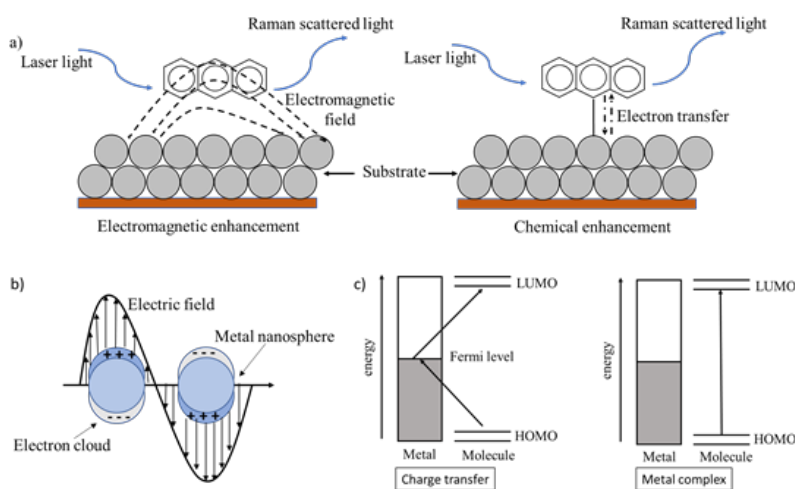 a)
Laser light
Raman scattered light
Electromagnetic
field
Electromagnetic enhancement
Substrate
Laser light
Raman scattered light
Electron transfer
Chemical enhancement
b)
Electric field
Metal nanosphere
+ + +
- - -
- - -
+ + +
Electron cloud
c)
energy
LUMO
Fermi level
HOMO
Metal Molecule
Charge transfer
energy
LUMO
HOMO
Metal Molecule
Metal complex